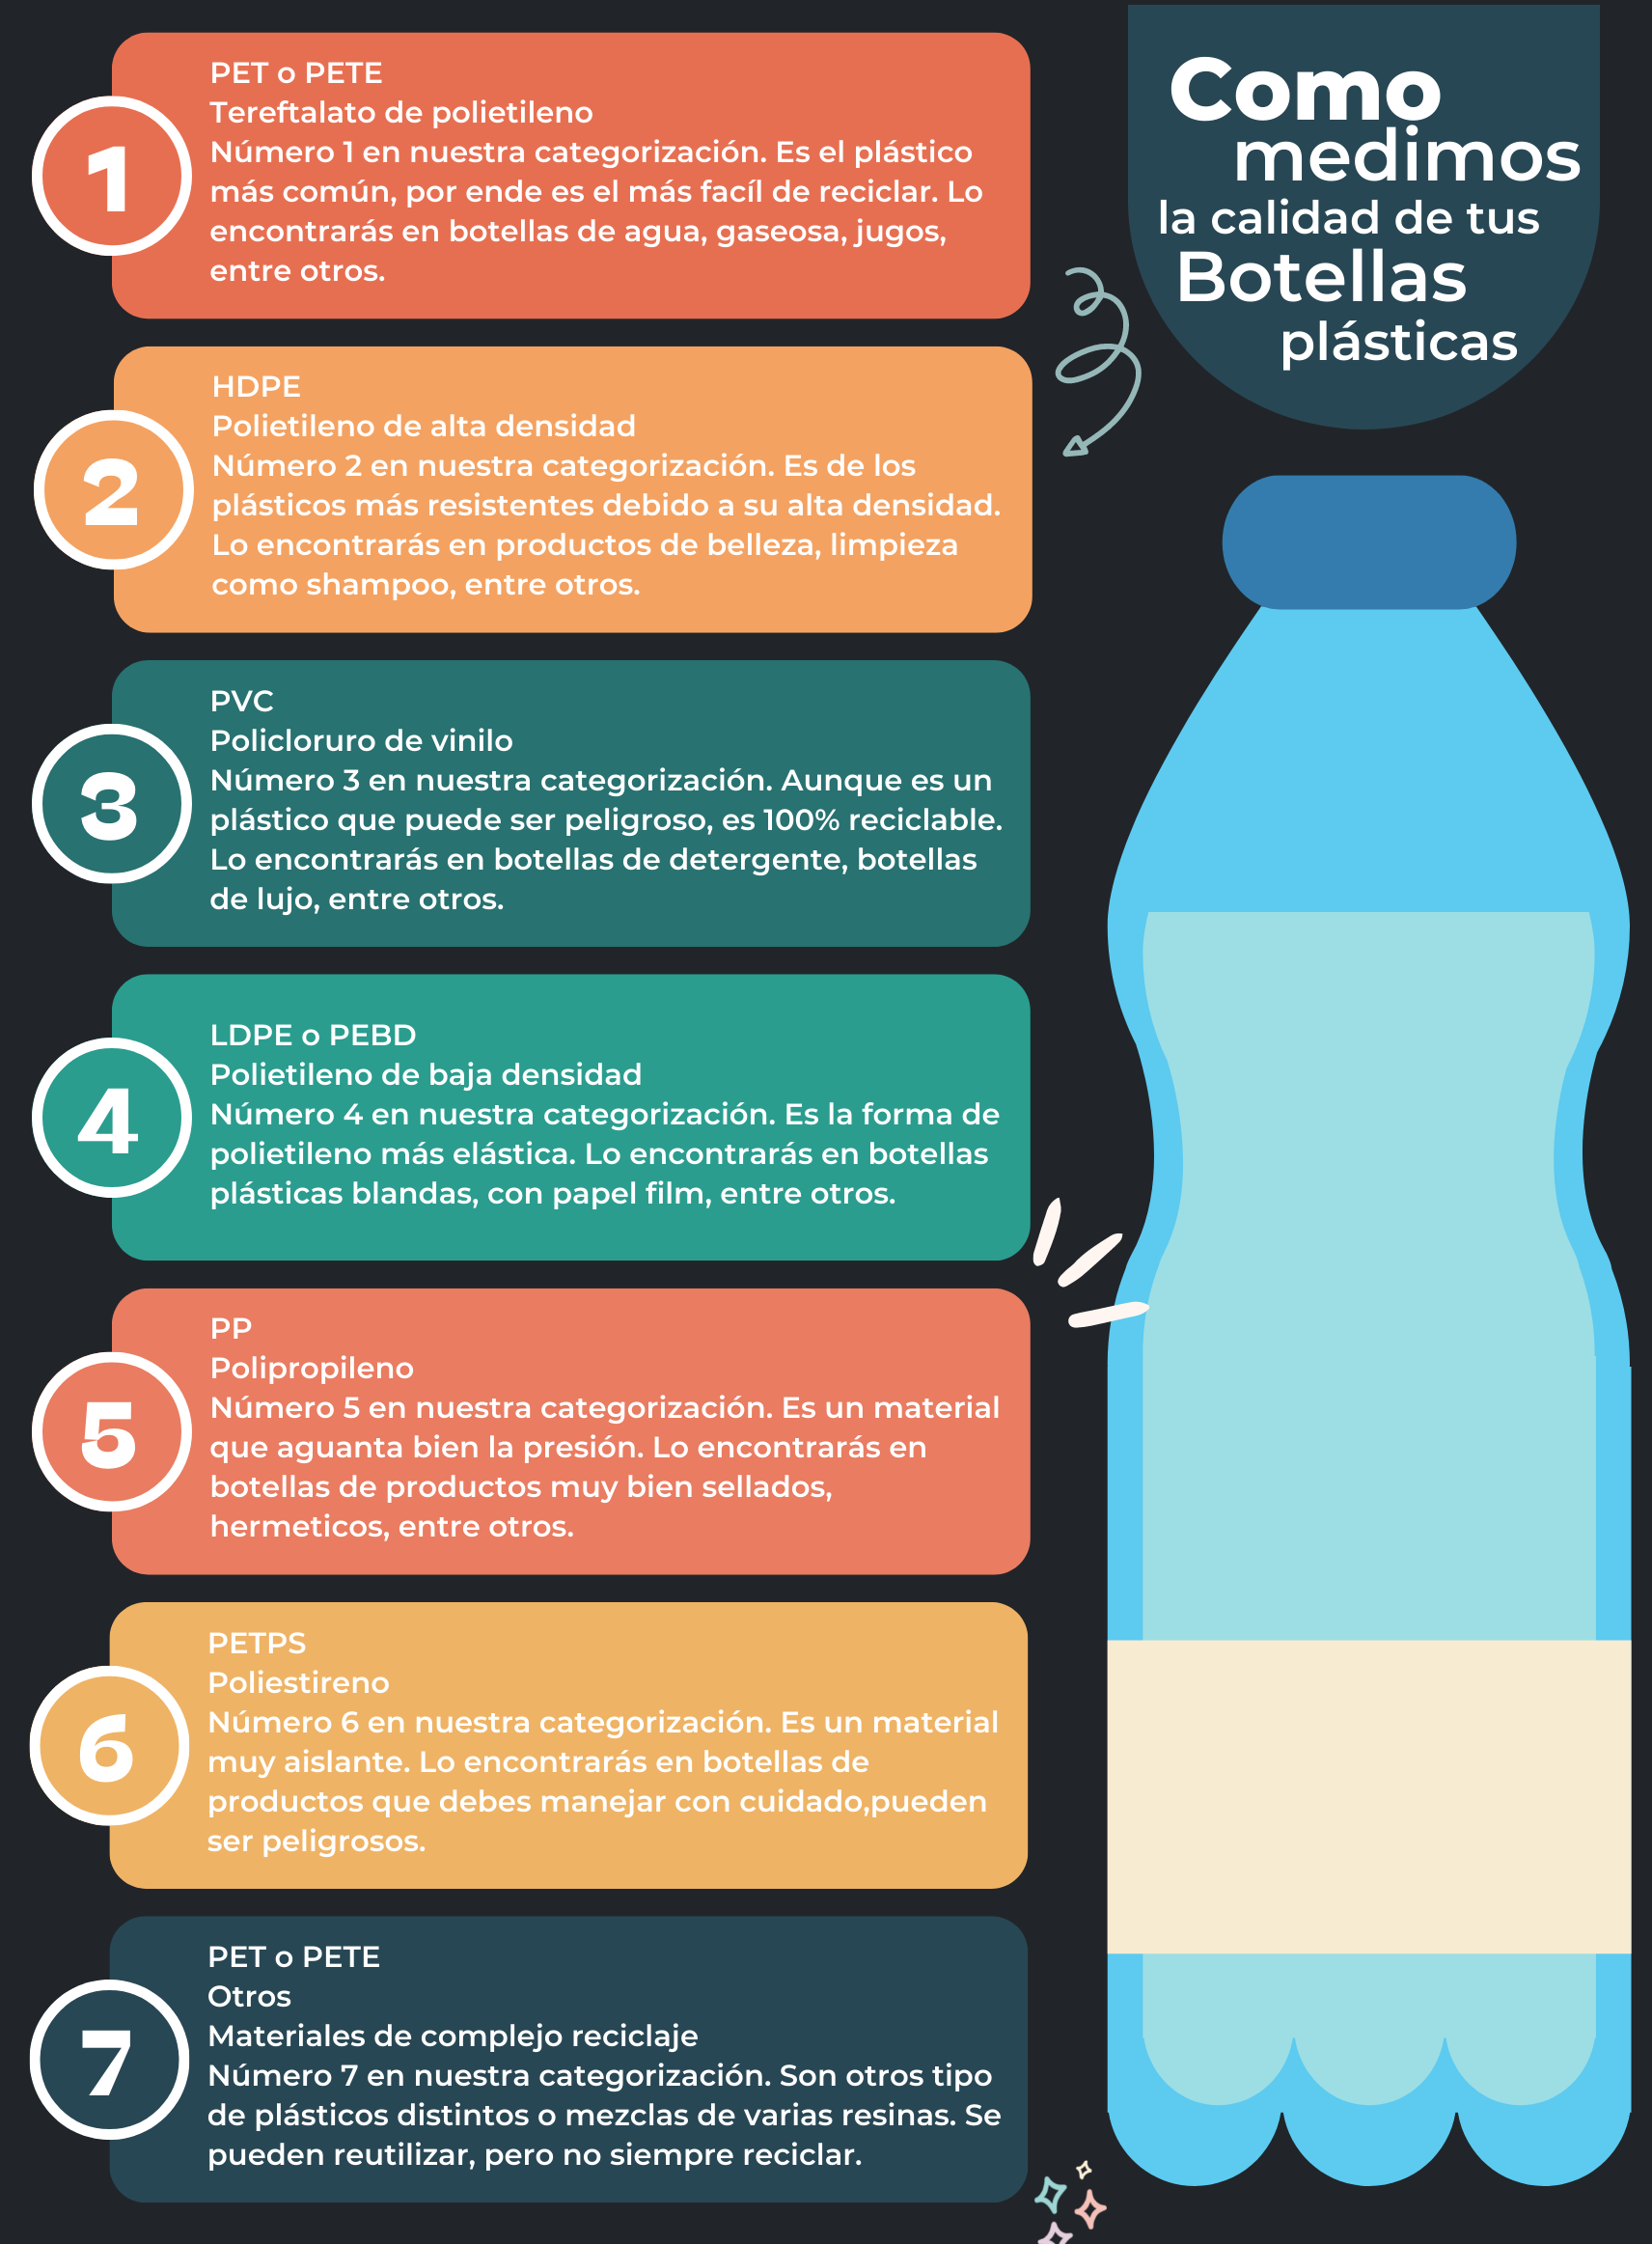 Como
medimos
la calidad de tus
Botellas
plásticas
1
PET o PETE
Tereftalato de polietileno
Número 1 en nuestra categorización. Es el plástico
más común, por ende es el más facíl de reciclar. Lo
encontrarás en botellas de agua, gaseosa, jugos,
entre otros.
2
HDPE
Polietileno de alta densidad
Número 2 en nuestra categorización. Es de los
plásticos más resistentes debido a su alta densidad.
Lo encontrarás en productos de belleza, limpieza
como shampoo, entre otros.
3
PVC
Policloruro de vinilo
Número 3 en nuestra categorización. Aunque es un
plástico que puede ser peligroso, es 100% reciclable.
Lo encontrarás en botellas de detergente, botellas
de lujo, entre otros.
4
LDPE o PEBD
Polietileno de baja densidad
Número 4 en nuestra categorización. Es la forma de
polietileno más elástica. Lo encontrarás en botellas
plásticas blandas, con papel film, entre otros.
5
PP
Polipropileno
Número 5 en nuestra categorización. Es un material
que aguanta bien la presión. Lo encontrarás en
botellas de productos muy bien sellados,
hermeticos, entre otros.
6
PETPS
Poliestireno
Número 6 en nuestra categorización. Es un material
muy aislante. Lo encontrarás en botellas de
productos que debes manejar con cuidado,pueden
ser peligrosos.
7
PET o PETE
Otros
Materiales de complejo reciclaje
Número 7 en nuestra categorización. Son otros tipo
de plásticos distintos o mezclas de varias resinas. Se
pueden reutilizar, pero no siempre reciclar.